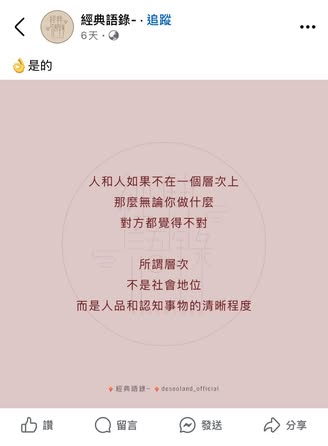 經典語錄- · 追蹤
6天 ·
👌是的
人和人如果不在一個層次上
那麼無論你做什麼
對方都覺得不對
所謂層次
不是社會地位
而是人品和認知事物的清晰程度
經典語錄- deseoland_official
讚
留言
發送
分享